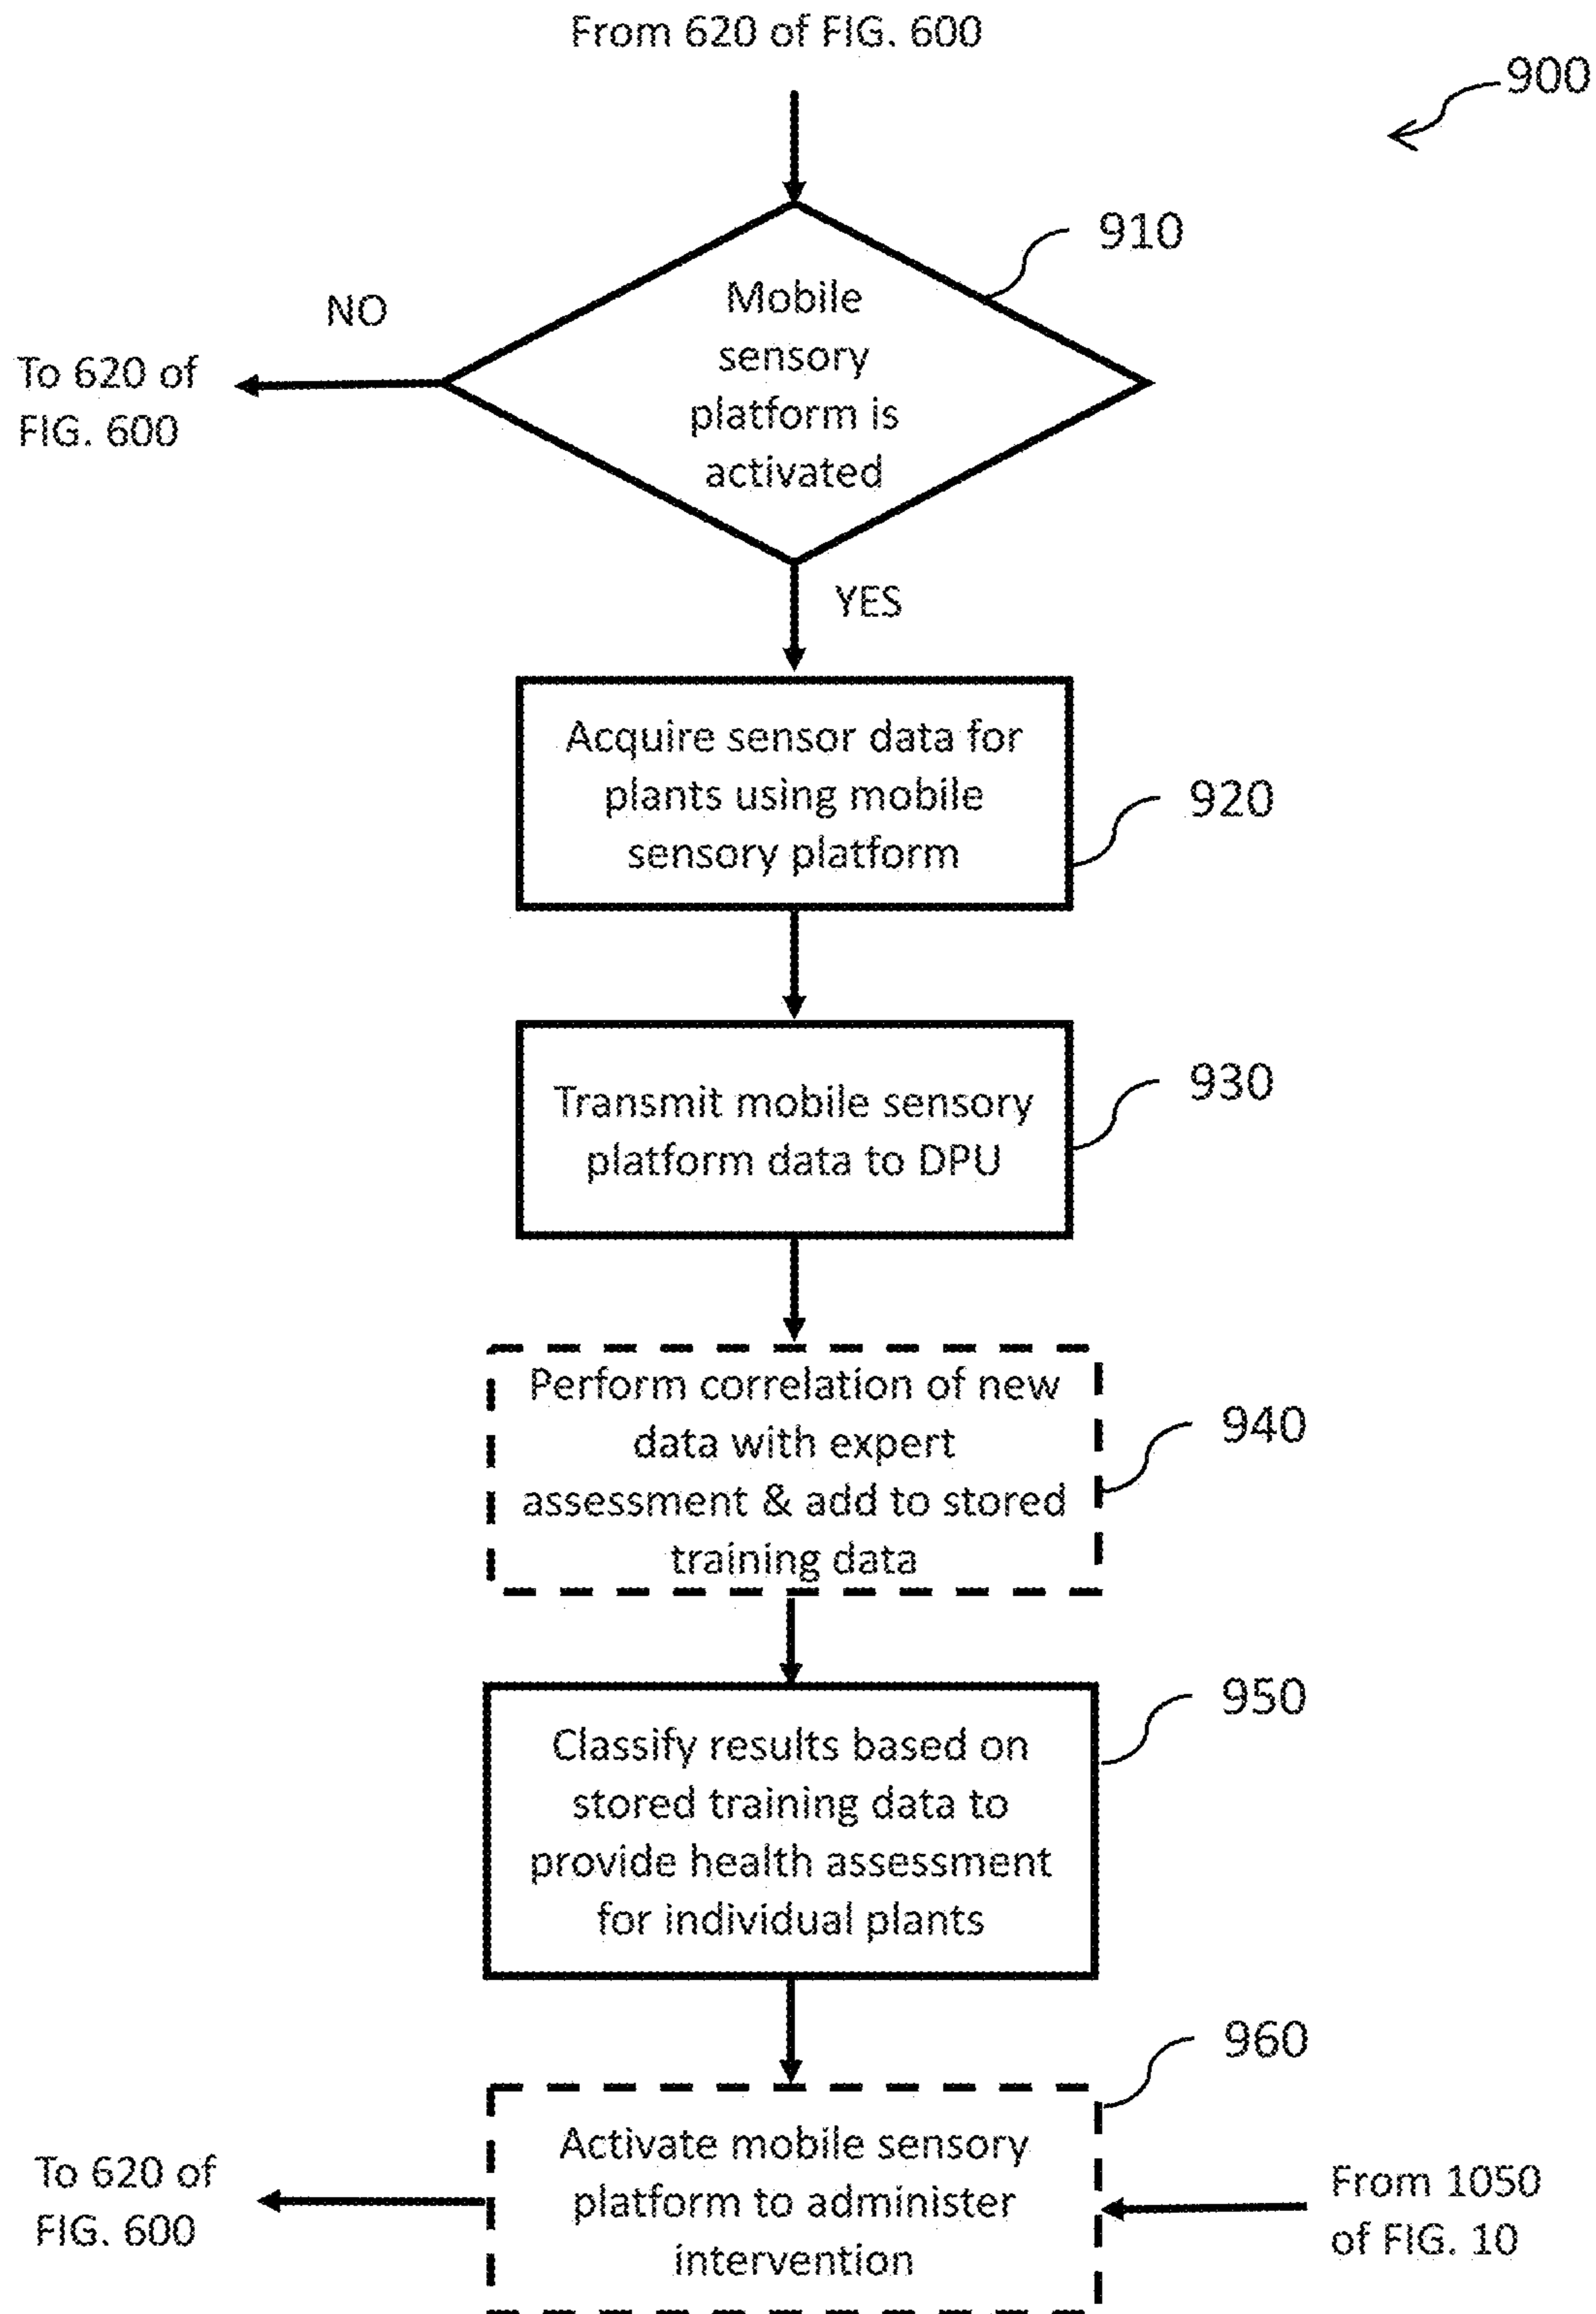 From 620 of FIG. 600
900
910
Mobile
sensory
platform is
activated
NO
To 620 of
FIG. 600
YES
Acquire sensor data for
plants using mobile
sensory platform
920
Transmit mobile sensory
platform data to DPU
930
Perform correlation of new
data with expert
assessment & add to stored
training data
940
Classify results based on
stored training data to
provide health assessment
for individual plants
950
960
Activate mobile sensory
platform to administer
intervention
To 620 of
FIG. 600
From 1050
of FIG. 10